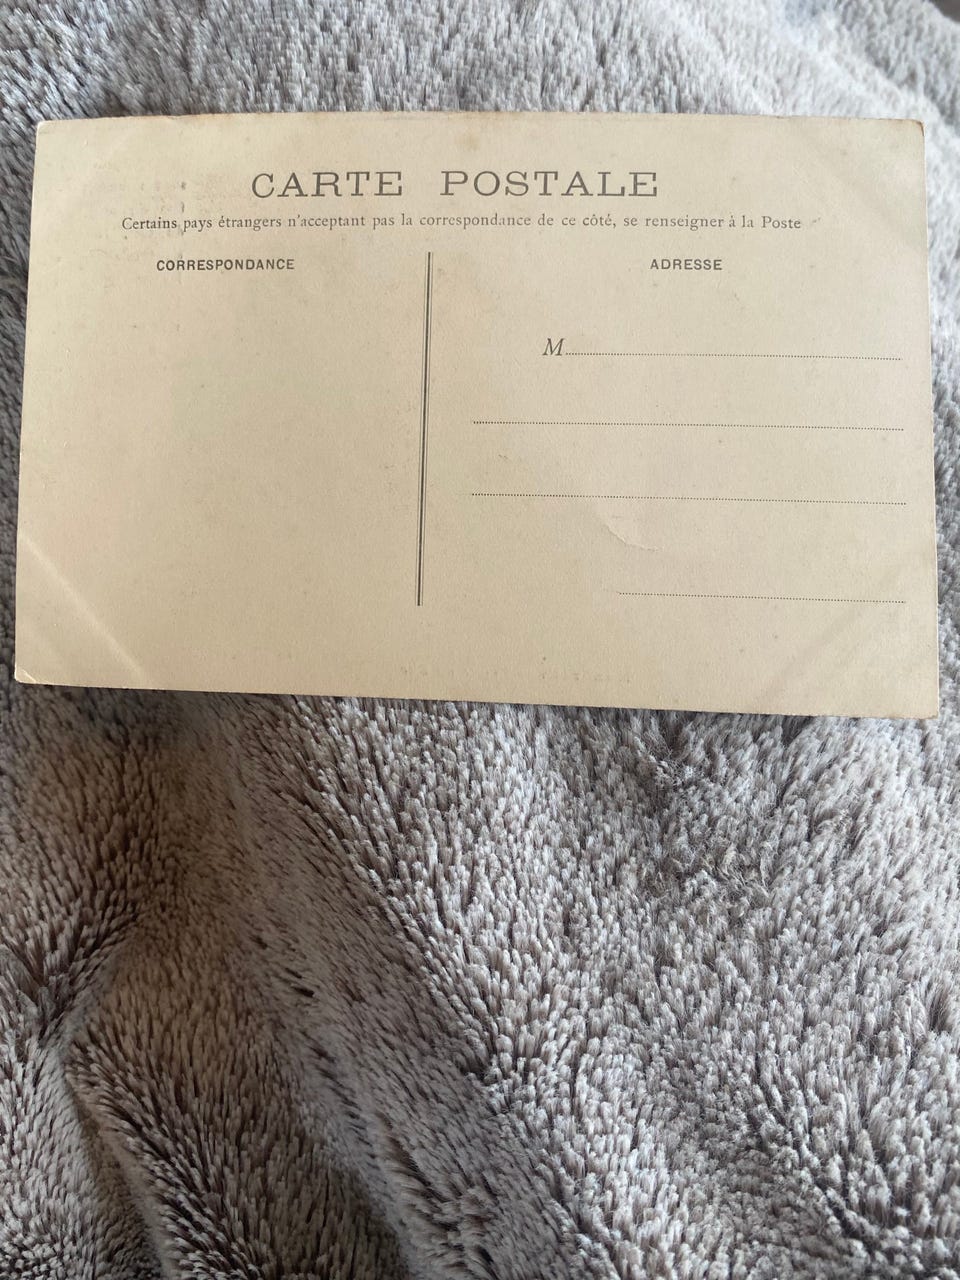 CARTE POSTALE
Certains pays étrangers n'acceptant pas la correspondance de ce côté, se renseigner à la Poste
CORRESPONDANCE
ADRESSE
M